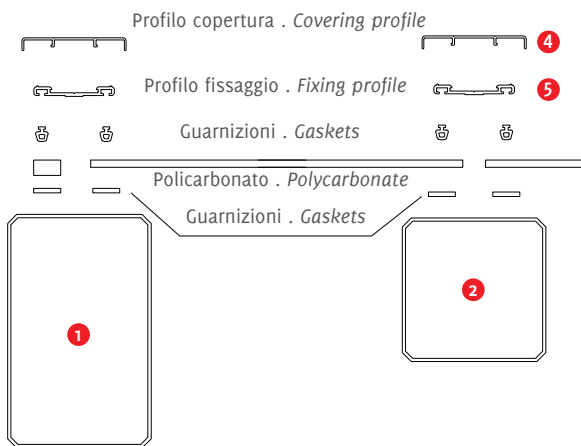 Profilo copertura . Covering profile
4
Profilo fissaggio . Fixing profile
5
Guarnizioni . Gaskets
Policarbonato . Polycarbonate
Guarnizioni . Gaskets
2
1